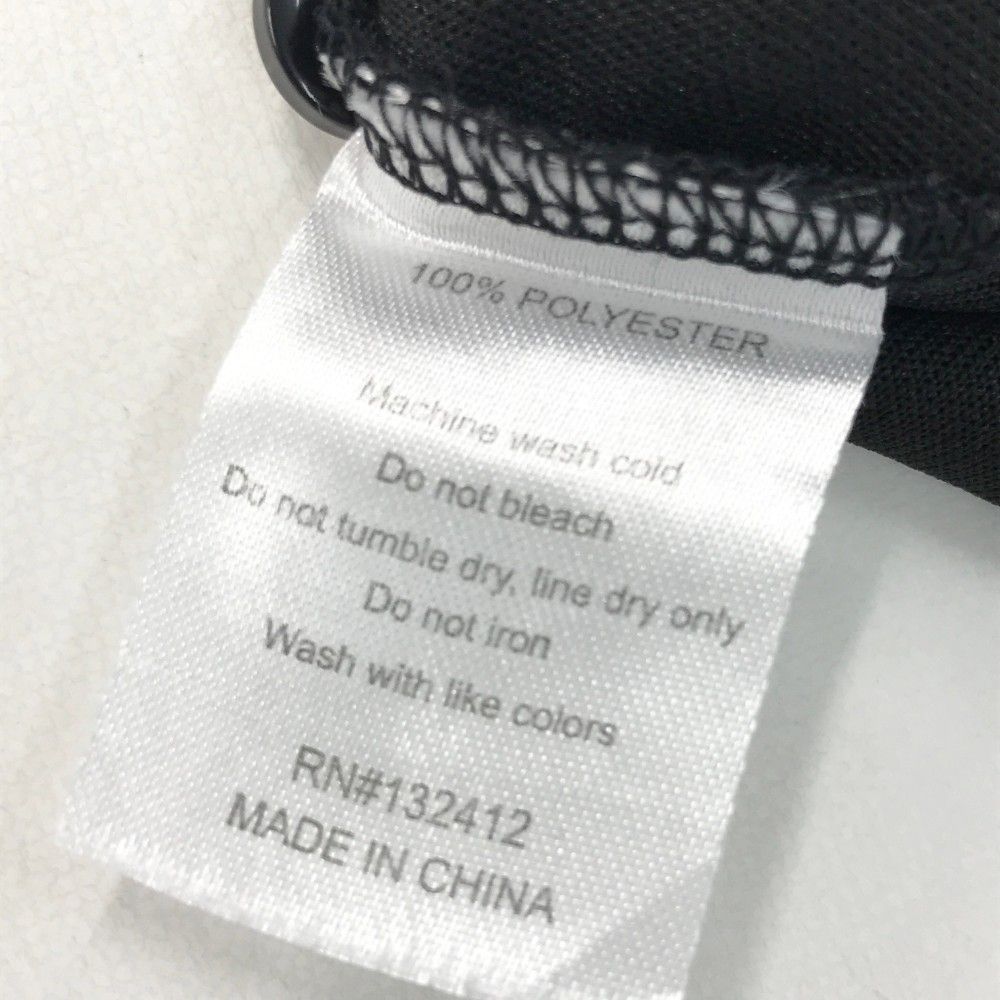 100% POLYESTER
Machine wash cold
Do not bleach
Do not tumble dry, line dry only
Do not iron
Wash with like colors
RN#132412
MADE IN CHINA